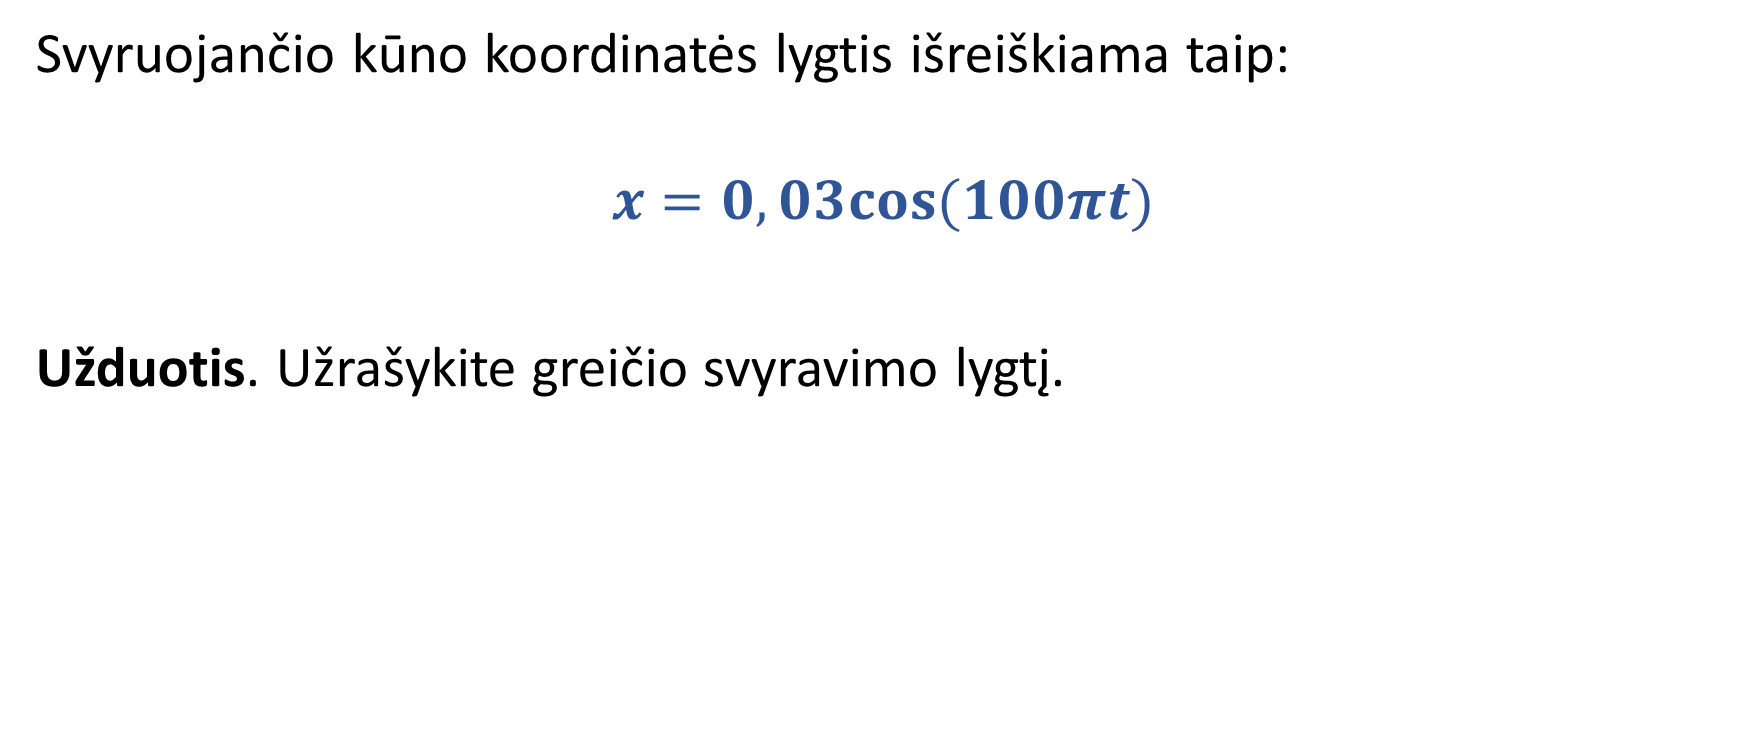 Svyruojančio kūno koordinatės lygtis išreiškiama taip:
x = 0,03cos(100πt)
Užduotis. Užrašykite greičio svyravimo lygtį.